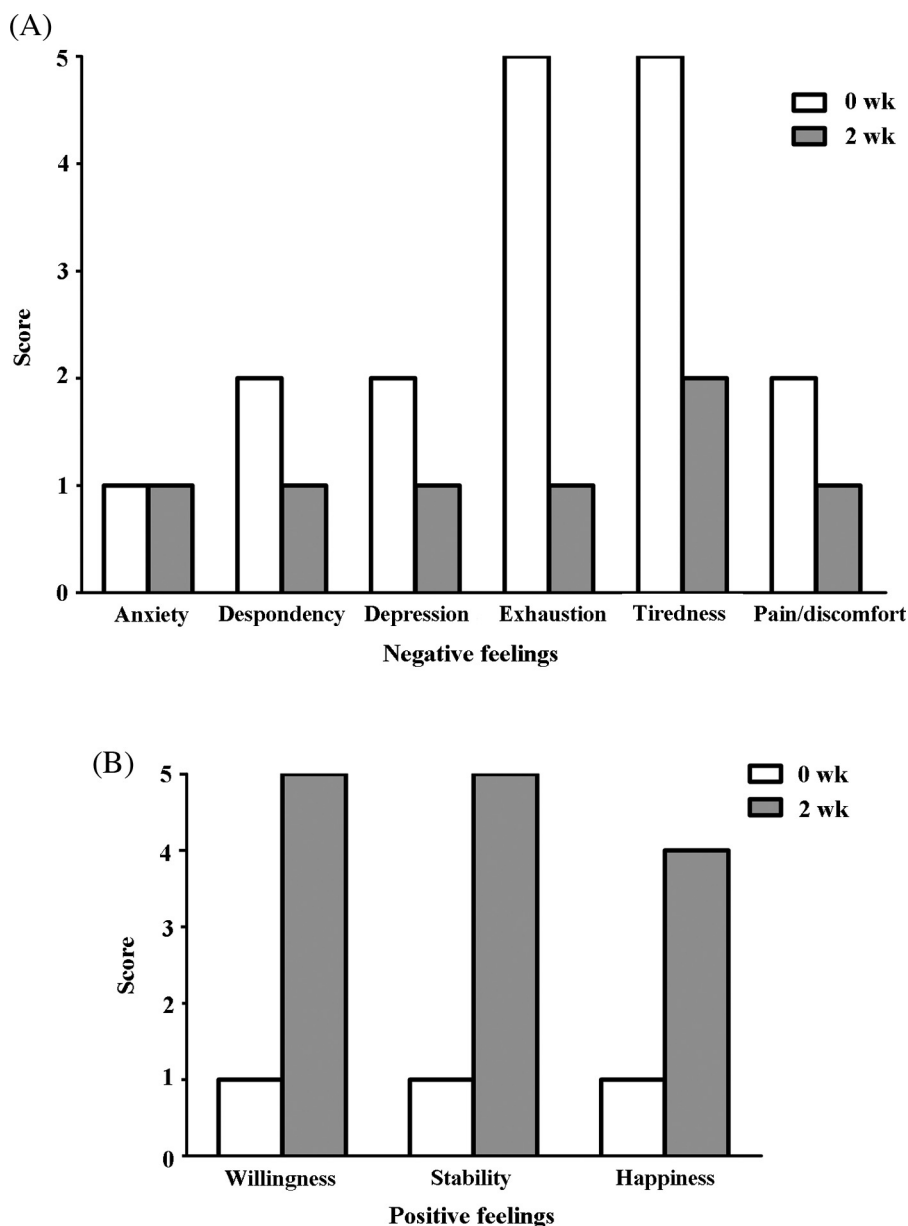 (A)
5
4
3
2
1
0
Score
0 wk
2 wk
Anxiety Despondency Depression Exhaustion Tiredness Pain/discomfort
Negative feelings
(B)
5
4
3
2
1
0
Score
0 wk
2 wk
Willingness Stability Happiness
Positive feelings